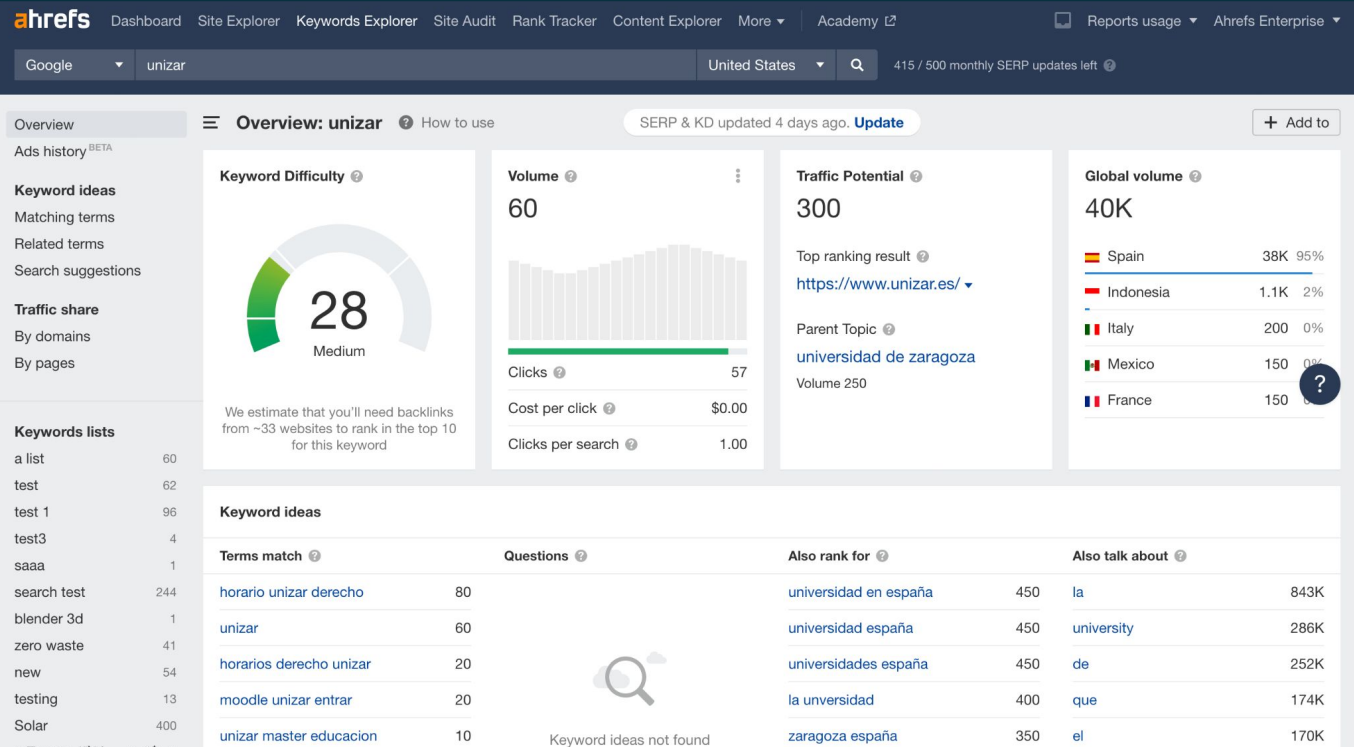 ahrefs Dashboard Site Explorer Keywords Explorer Site Audit Rank Tracker Content Explorer More Academy Reports usage Ahrefs Enterprise
Google unizar United States 415 / 500 monthly SERP updates left
Overview
Ads history BETA
Keyword ideas
Matching terms
Related terms
Search suggestions
Traffic share
By domains
By pages
Keywords lists
a list 60
test 62
test 1 96
test3 4
saaa 1
search test 244
blender 3d 1
zero waste 41
new 54
testing 13
Solar 400
Overview: unizar How to use SERP & KD updated 4 days ago. Update + Add to
Keyword Difficulty
28
Medium
We estimate that you'll need backlinks
from ~33 websites to rank in the top 10
for this keyword
Volume
60
Clicks 57
Cost per click $0.00
Clicks per search 1.00
Traffic Potential
300
Top ranking result
https://www.unizar.es/
Parent Topic
universidad de zaragoza
Volume 250
Global volume
40K
Spain 38K 95%
Indonesia 1.1K 2%
Italy 200 0%
Mexico 150 0%
France 150
?
Keyword ideas
Terms match
horario unizar derecho 80
unizar 60
horarios derecho unizar 20
moodle unizar entrar 20
unizar master educacion 10
Questions
Keyword ideas not found
Also rank for
universidad en españa 450
universidad españa 450
universidades españa 450
la unversidad 400
zaragoza españa 350
Also talk about
la 843K
university 286K
de 252K
que 174K
el 170K